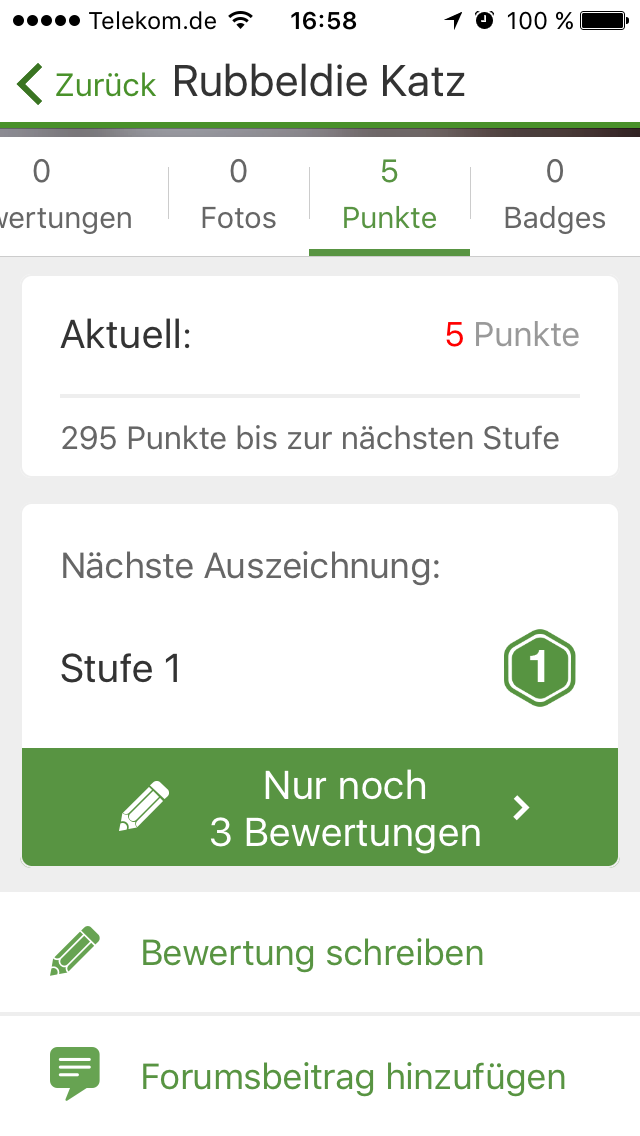 Telekom.de 16:58 100 %
Zurück Rubbeldie Katz
0 0 5 0
wertungen Fotos Punkte Badges
Aktuell: 5 Punkte
295 Punkte bis zur nächsten Stufe
Nächste Auszeichnung:
Stufe 1 1
Nur noch
3 Bewertungen
Bewertung schreiben
Forumsbeitrag hinzufügen